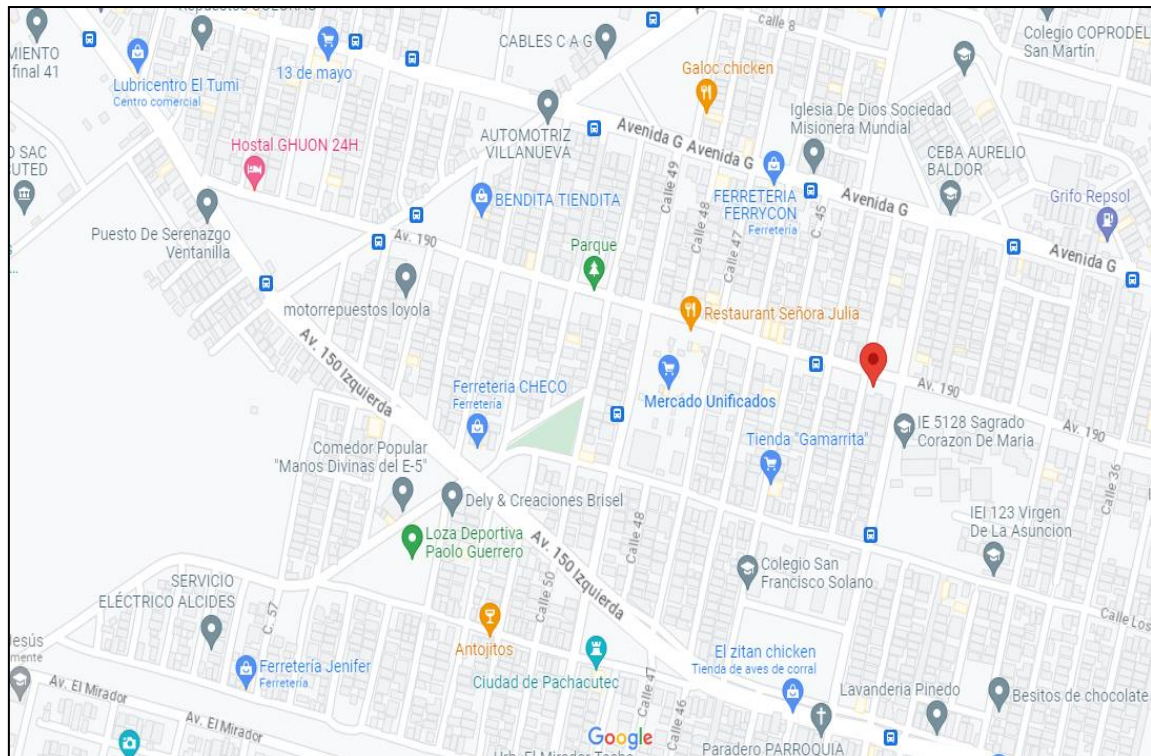 Calle 8
Colegio COPRODEL
San Martín
MIENTO
final 41
CABLES C A G
Lubricentro El Tumi
Centro comercial
13 de mayo
Galoc chicken
Iglesia De Dios Sociedad
Misionera Mundial
AUTOMOTRIZ
VILLANUEVA
Avenida G
Avenida G
Hostal GHUON 24H
O SAC
CUTED
CEBA AURELIO
BALDOR
Calle 49
FERRETERIA
FERRYCON
Ferretería
Avenida G
Grifo Repsol
BENDITA TIENDITA
Calle 48
C. 45
Puesto De Serenazgo
Ventanilla
Av. 190
Parque
Calle 47
Avenida G
motorrepuestos loyola
Restaurant Señora Julia
Av. 150 Izquierda
Ferreteria CHECO
Ferretería
Mercado Unificados
Av. 190
Av. 190
IE 5128 Sagrado
Corazon De Maria
Comedor Popular
"Manos Divinas del E-5"
Tienda "Gamarrita"
Calle 36
Dely & Creaciones Brisel
Calle 48
IEI 123 Virgen
De La Asuncion
Loza Deportiva
Paolo Guerrero
Av. 150 Izquierda
Colegio San
Francisco Solano
SERVICIO
ELÉCTRICO ALCIDES
Calle 50
Calle Los
C. 57
Jesús
mente
Antojitos
El zitan chicken
Tienda de aves de corral
Ferretería Jenifer
Ferretería
Ciudad de Pachacutec
Calle 47
Lavanderia Pinedo
Besitos de chocolate
Av. El Mirador
Av. El Mirador
Calle 46
Google
Paradero PARROQUIA